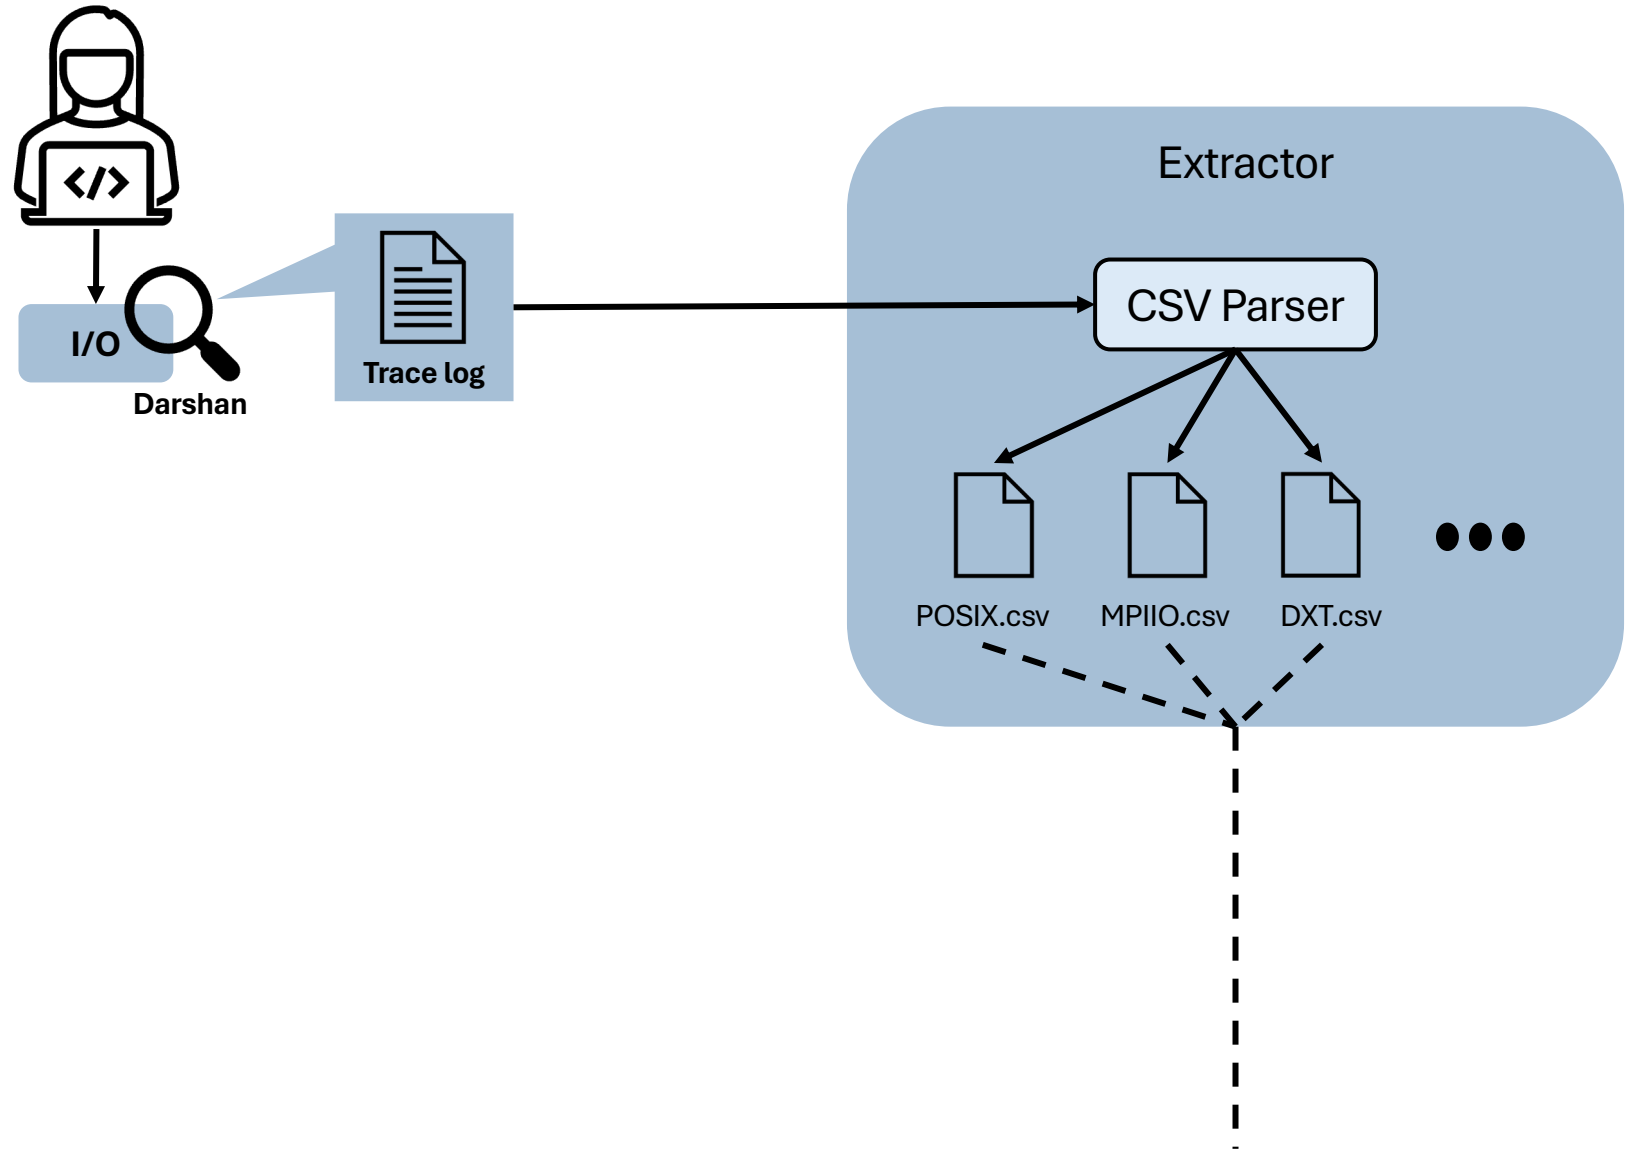 </>
I/O
Darshan
Trace log
Extractor
CSV Parser
POSIX.csv
MPIIO.csv
DXT.csv